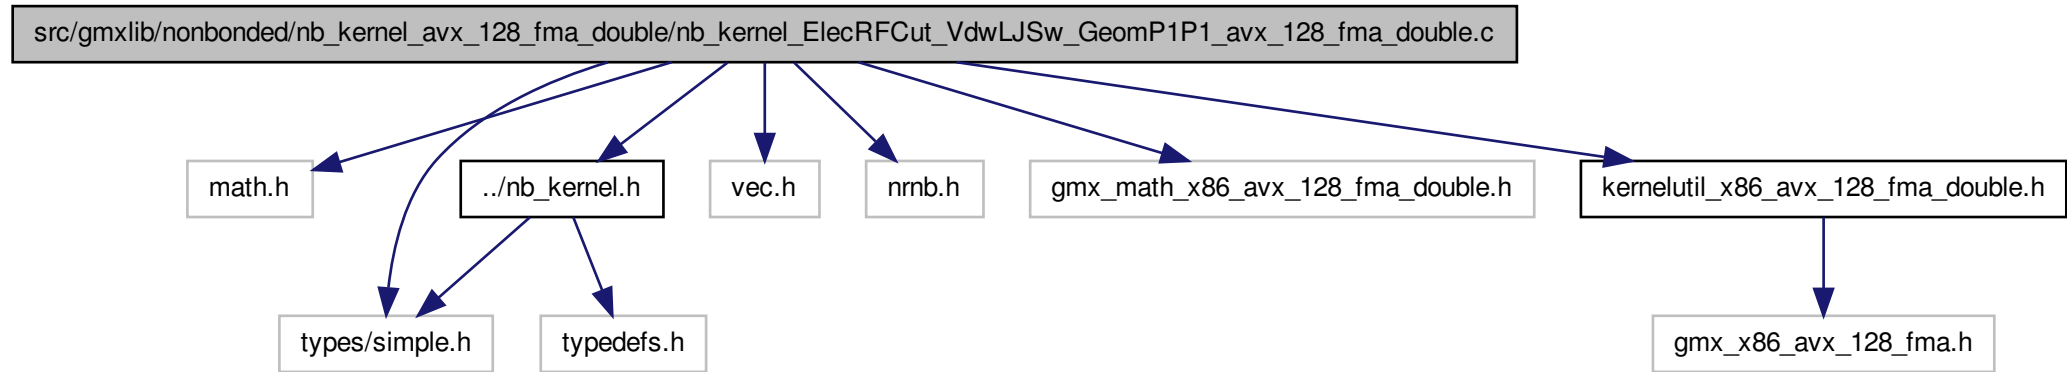 src/gmxlib/nonbonded/nb_kernel_avx_128_fma_double/nb_kernel_ElecRFCut_VdwLJSw_GeomP1P1_avx_128_fma_double.c
math.h
../nb_kernel.h
vec.h
nrnb.h
gmx_math_x86_avx_128_fma_double.h
kernelutil_x86_avx_128_fma_double.h
types/simple.h
typedefs.h
gmx_x86_avx_128_fma.h